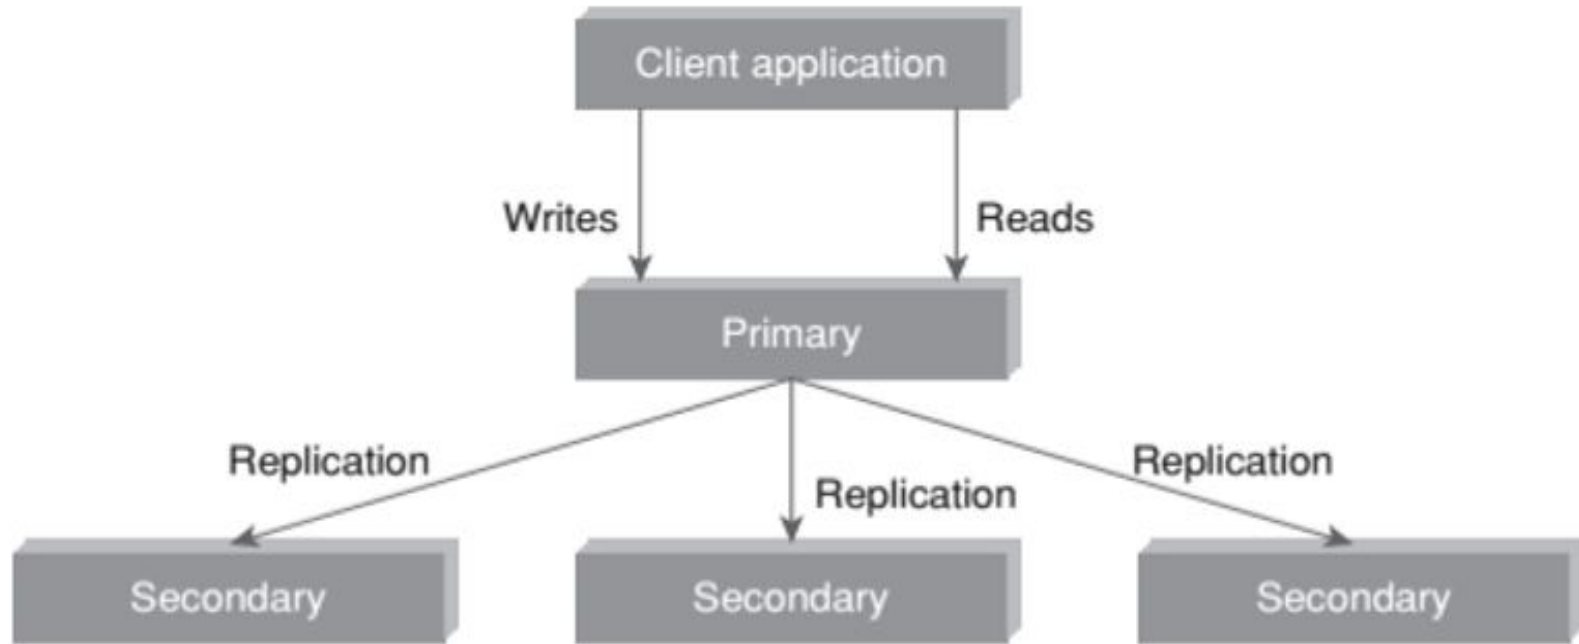 Client application
Writes
Reads
Primary
Replication
Replication
Replication
Secondary
Secondary
Secondary